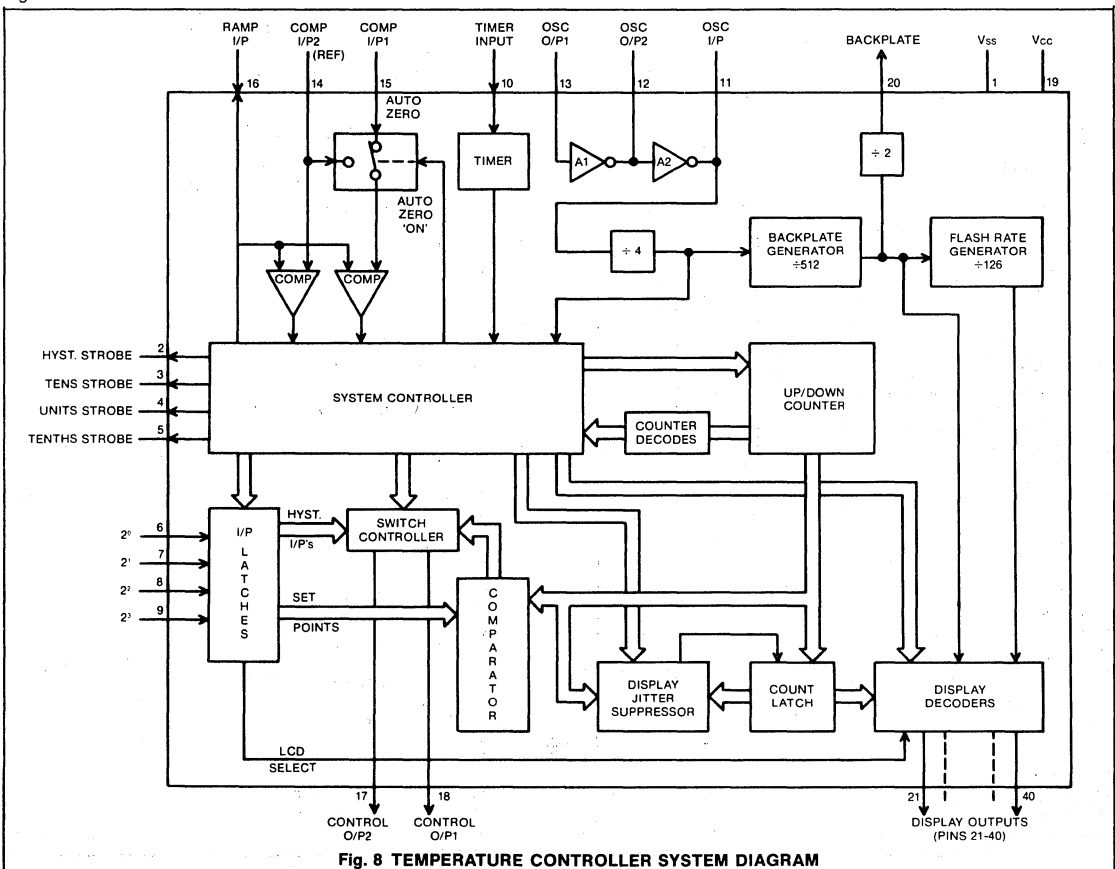 RAMP I/P
COMP I/P2 (REF)
COMP I/P1
TIMER INPUT
OSC O/P1
OSC O/P2
OSC I/P
BACKPLATE
Vss
Vcc
16
14
15
10
13
12
11
20
1
19
AUTO ZERO
TIMER
A1
A2
÷ 2
AUTO ZERO 'ON'
÷ 4
BACKPLATE GENERATOR ÷512
FLASH RATE GENERATOR ÷126
COMP
COMP
HYST. STROBE 2
TENS STROBE 3
UNITS STROBE 4
TENTHS STROBE 5
SYSTEM CONTROLLER
UP/DOWN COUNTER
COUNTER DECODES
2⁰ 6
2¹ 7
2² 8
2³ 9
I/P LATCHES
HYST. I/P's
SWITCH CONTROLLER
SET POINTS
COMPARATOR
DISPLAY JITTER SUPPRESSOR
COUNT LATCH
DISPLAY DECODERS
LCD SELECT
17
18
21
40
CONTROL O/P2
CONTROL O/P1
DISPLAY OUTPUTS
(PINS 21-40)
Fig. 8 TEMPERATURE CONTROLLER SYSTEM DIAGRAM